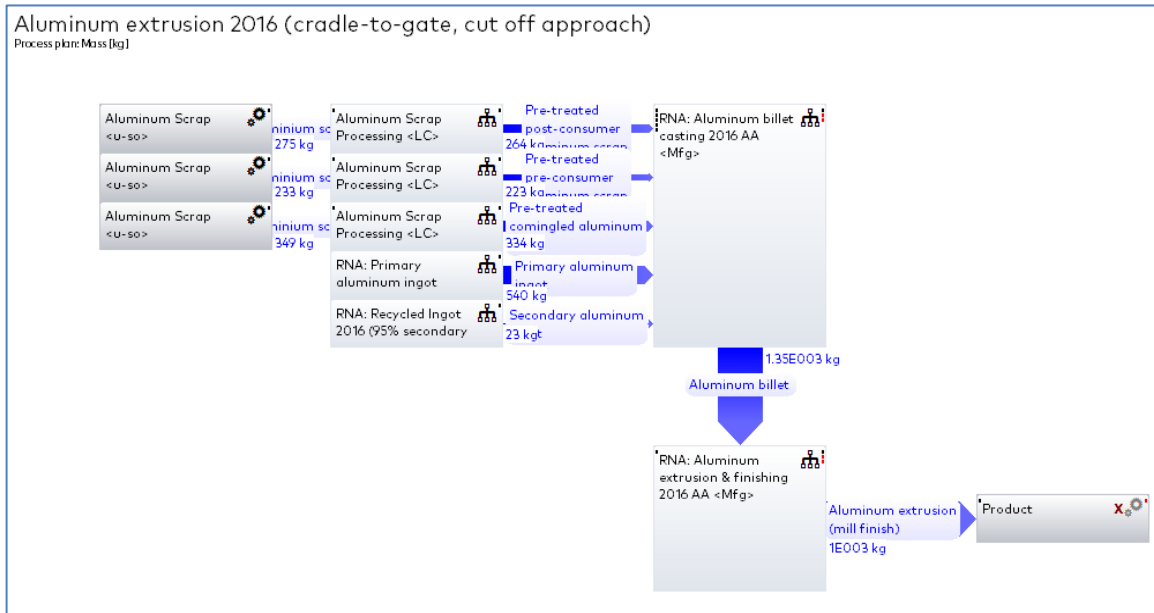 Aluminum extrusion 2016 (cradle-to-gate, cut off approach)
Process plan: Mass [kg]
Aluminum Scrap
<u-so>
275 kg
Aluminum Scrap
Processing <LC>
Pre-treated
post-consumer
264 kg
RNA: Aluminum billet
casting 2016 AA
<Mfg>
Aluminum Scrap
<u-so>
233 kg
Aluminum Scrap
Processing <LC>
Pre-treated
pre-consumer
223 kg
Aluminum Scrap
<u-so>
349 kg
Aluminum Scrap
Processing <LC>
Pre-treated
comingled aluminum
334 kg
RNA: Primary
aluminum ingot
Primary aluminum
ingot
540 kg
RNA: Recycled Ingot
2016 (95% secondary
Secondary aluminum
23 kgt
1.35E003 kg
Aluminum billet
RNA: Aluminum
extrusion & finishing
2016 AA <Mfg>
Aluminum extrusion
(mill finish)
1E003 kg
Product